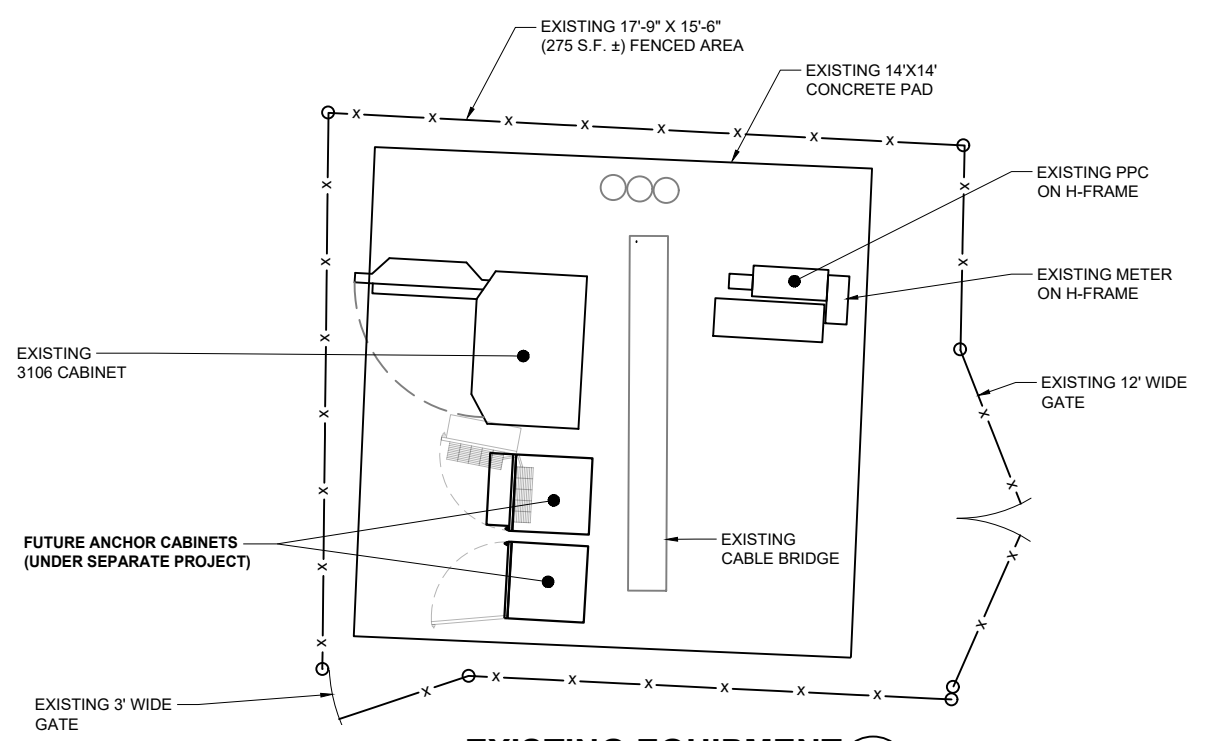 EXISTING 17'-9" X 15'-6"
(275 S.F. ±) FENCED AREA
EXISTING 14'X14'
CONCRETE PAD
EXISTING PPC
ON H-FRAME
EXISTING METER
ON H-FRAME
EXISTING
3106 CABINET
EXISTING 12' WIDE
GATE
FUTURE ANCHOR CABINETS
(UNDER SEPARATE PROJECT)
EXISTING
CABLE BRIDGE
EXISTING 3' WIDE
GATE
EXISTING EQUIPMENT